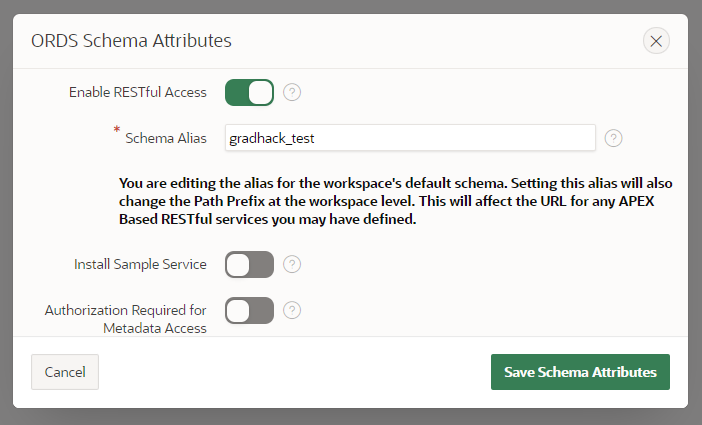 ORDS Schema Attributes
Enable RESTful Access
?
* Schema Alias
gradhack_test
?
You are editing the alias for the workspace's default schema. Setting this alias will also
change the Path Prefix at the workspace level. This will affect the URL for any APEX
Based RESTful services you may have defined.
Install Sample Service
?
Authorization Required for
Metadata Access
?
Cancel
Save Schema Attributes